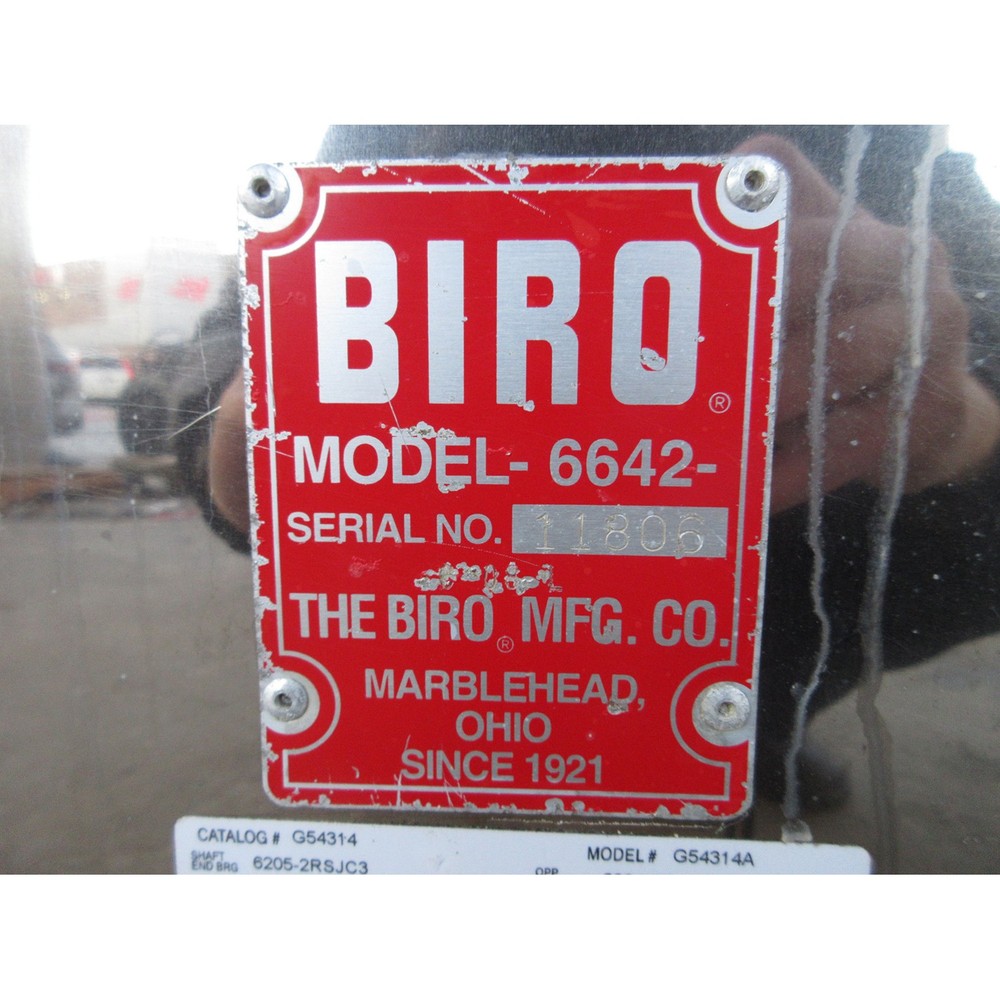 BIRO®
MODEL- 6642-
SERIAL NO. 11806
THE BIRO® MFG. CO.
MARBLEHEAD,
OHIO
SINCE 1921
CATALOG # G54314 MODEL # G54314A
SHAFT
END BRG 6205-2RSJC3 OPP